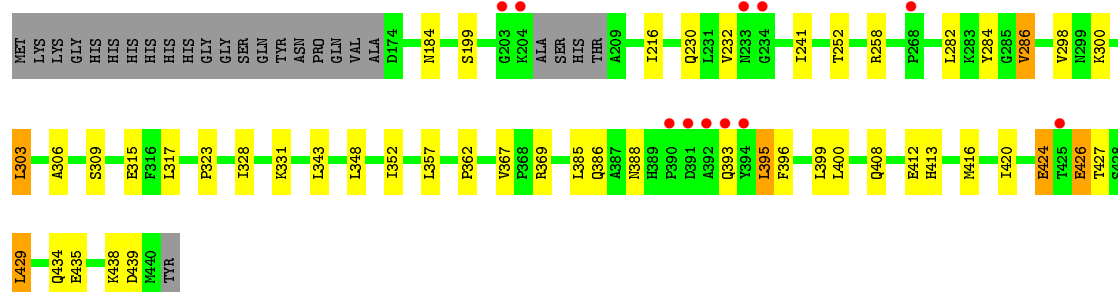 MET LYS LYS GLY HIS HIS HIS HIS HIS HIS GLY GLY SER GLN TYR ASN PRO GLN VAL ALA D174 N184 S199 G203 K204 ALA SER HIS THR A209 I216 Q230 L231 V232 N233 G234 I241 T252 R258 P268 L282 K283 Y284 G285 V286 V298 N299 K300
L303 A306 S309 E315 F316 L317 P323 I328 K331 L343 L348 I352 L357 P362 V367 P368 R369 L385 Q386 A387 N388 H389 P390 D391 A392 Q393 Y394 L395 F396 L399 L400 Q408 E412 H413 M416 I420 E424 T425 E426 T427 S428
L429 Q434 E435 K438 D439 M440 TYR